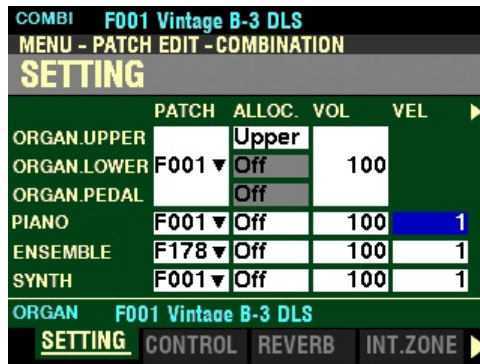 COMBI F001 Vintage B-3 DLS
MENU - PATCH EDIT - COMBINATION
SETTING
PATCH ALLOC. VOL VEL ▶
ORGAN.UPPER Upper
ORGAN.LOWER F001 ▼ Off 100
ORGAN.PEDAL Off
PIANO F001 ▼ Off 100 1
ENSEMBLE F178 ▼ Off 100 1
SYNTH F001 ▼ Off 100 1
ORGAN F001 Vintage B-3 DLS
SETTING CONTROL REVERB INT.ZONE ▶